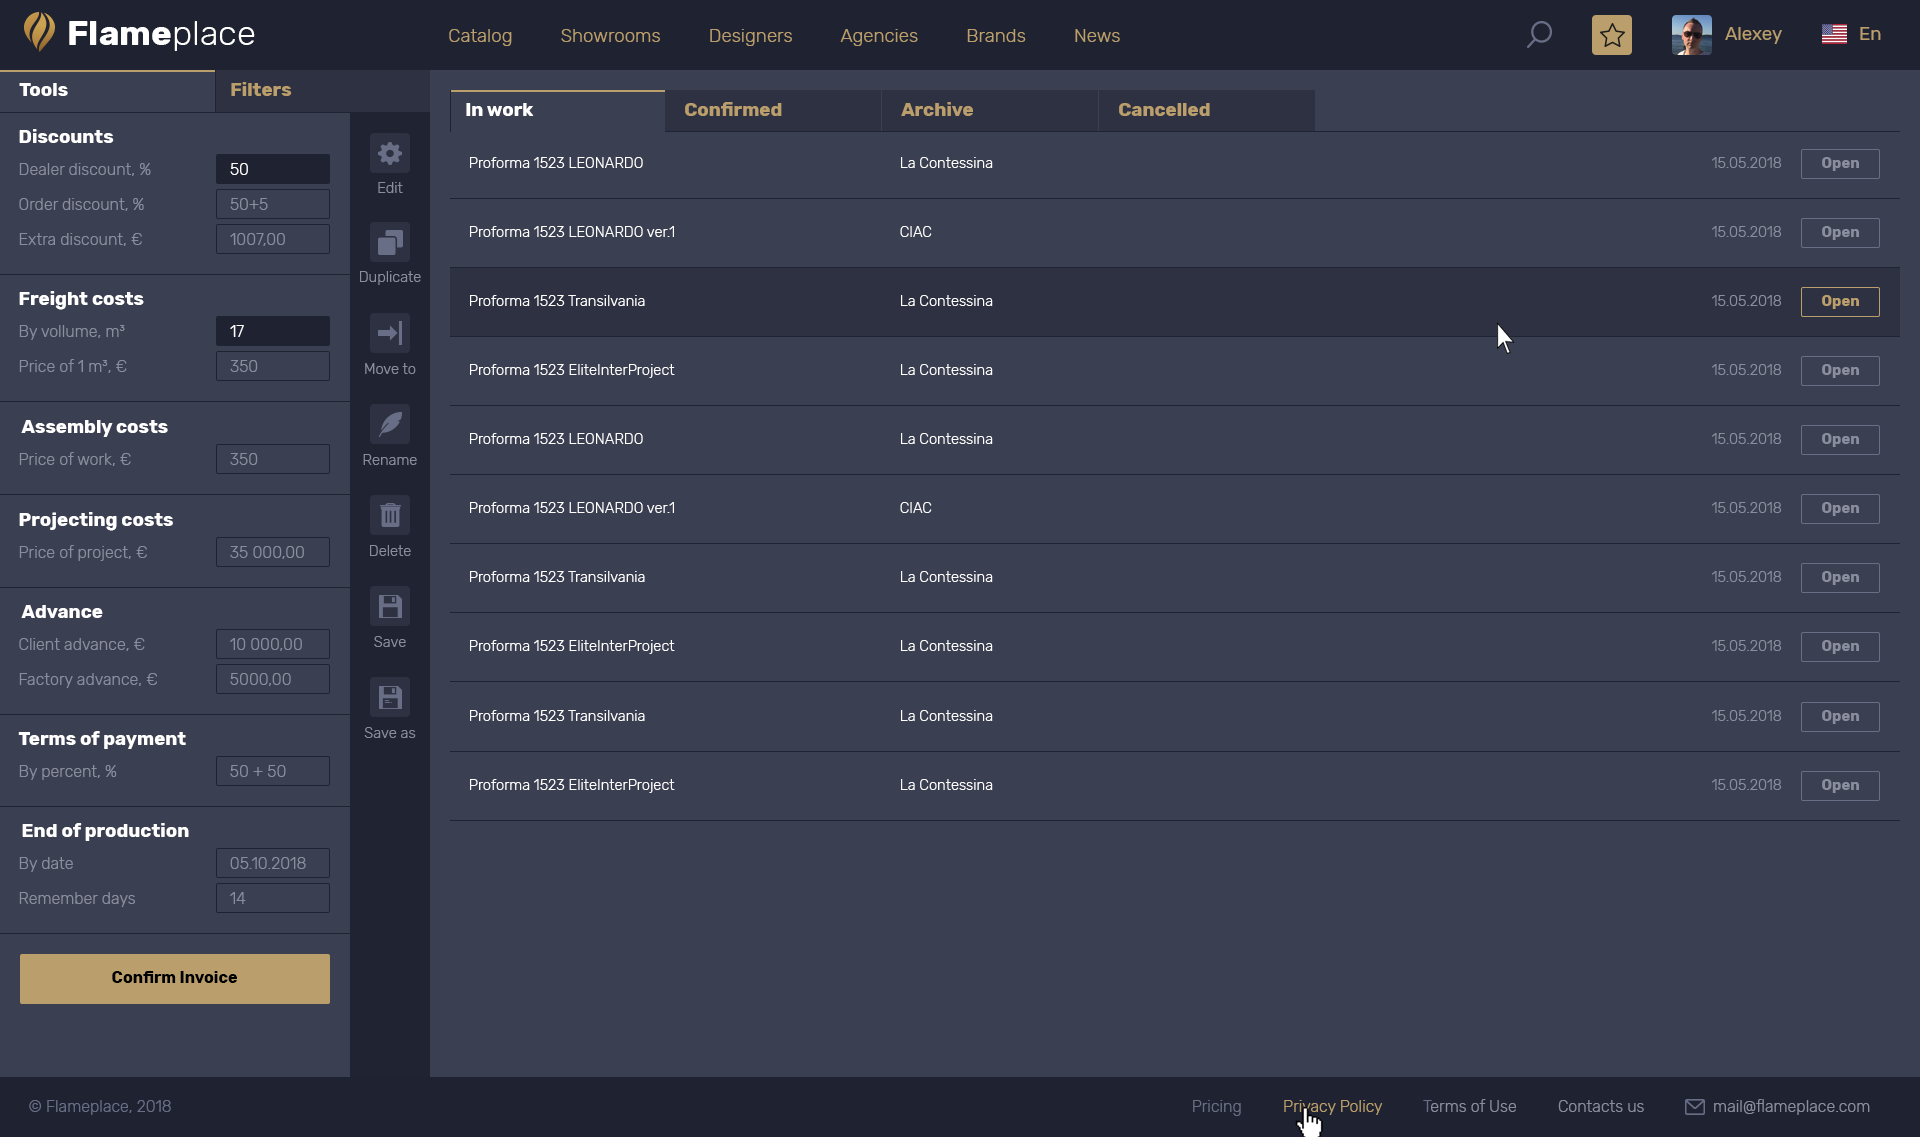 Flameplace
Catalog
Showrooms
Designers
Agencies
Brands
News
Alexey
En
Tools
Filters
Discounts
Dealer discount, %
50
Order discount, %
50+5
Extra discount, €
1007,00
Freight costs
By vollume, m³
17
Price of 1 m³, €
350
Assembly costs
Price of work, €
350
Projecting costs
Price of project, €
35 000,00
Advance
Client advance, €
10 000,00
Factory advance, €
5000,00
Terms of payment
By percent, %
50 + 50
End of production
By date
05.10.2018
Remember days
14
Confirm Invoice
Edit
Duplicate
Move to
Rename
Delete
Save
Save as
In work
Confirmed
Archive
Cancelled
Proforma 1523 LEONARDO
La Contessina
15.05.2018
Open
Proforma 1523 LEONARDO ver.1
CIAC
15.05.2018
Open
Proforma 1523 Transilvania
La Contessina
15.05.2018
Open
Proforma 1523 EliteInterProject
La Contessina
15.05.2018
Open
Proforma 1523 LEONARDO
La Contessina
15.05.2018
Open
Proforma 1523 LEONARDO ver.1
CIAC
15.05.2018
Open
Proforma 1523 Transilvania
La Contessina
15.05.2018
Open
Proforma 1523 EliteInterProject
La Contessina
15.05.2018
Open
Proforma 1523 Transilvania
La Contessina
15.05.2018
Open
Proforma 1523 EliteInterProject
La Contessina
15.05.2018
Open
© Flameplace, 2018
Pricing
Privacy Policy
Terms of Use
Contacts us
mail@flameplace.com